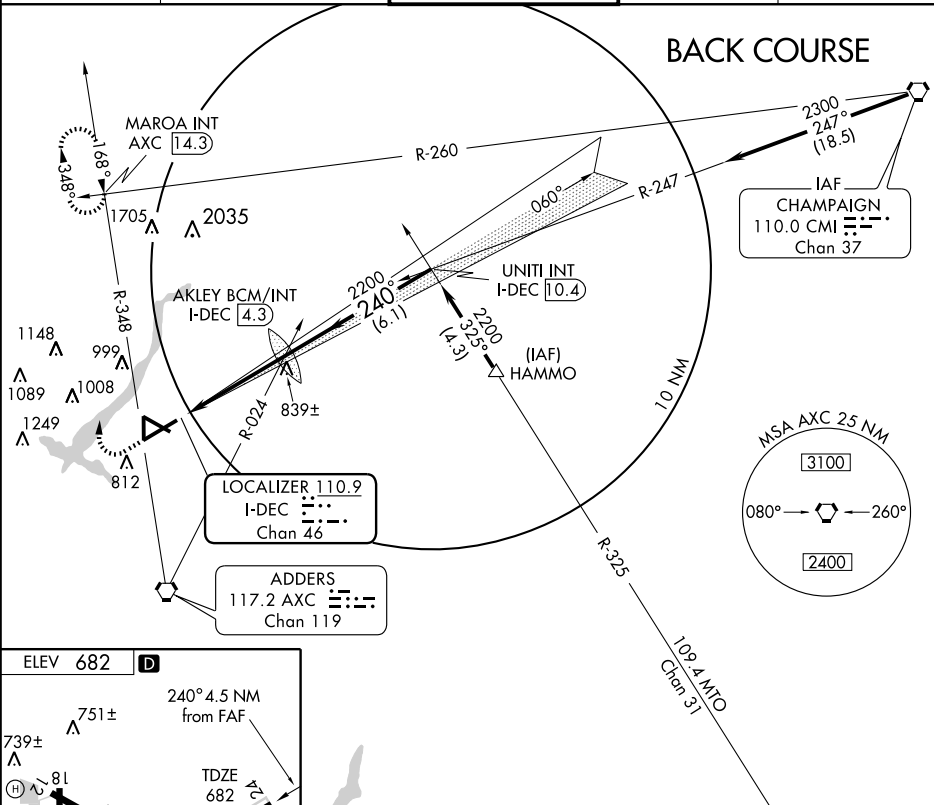 BACK COURSE
MAROA INT
AXC 14.3
168°
348°
R-260
2300
247°
(18.5)
R-247
IAF
CHAMPAIGN
110.0 CMI
Chan 37
060°
1705
2035
UNITI INT
I-DEC 10.4
AKLEY BCM/INT
I-DEC 4.3
2200
240°
(6.1)
2200
325°
(4.3)
(IAF)
HAMMO
R-348
1148
999
1089
1008
1249
812
839±
R-024
10 NM
LOCALIZER 110.9
I-DEC
Chan 46
ADDERS
117.2 AXC
Chan 119
MSA AXC 25 NM
3100
080°
260°
2400
R-325
109.4 MTO
Chan 31
ELEV 682 D
240° 4.5 NM
from FAF
751±
739±
H
12
18
TDZE
682
24